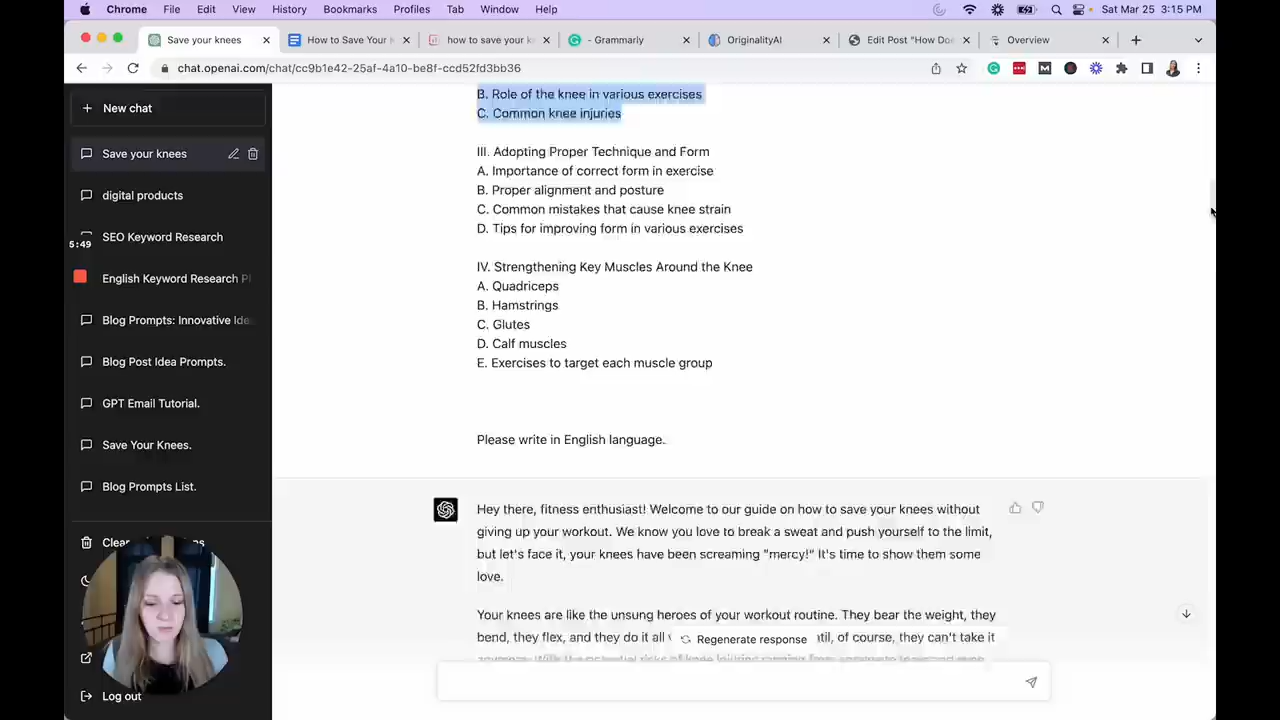 Chrome File Edit View History Bookmarks Profiles Tab Window Help Sat Mar 25 3:15 PM
Save your knees How to Save Your how to save your k - Grammarly OriginalityAI Edit Post "How Doe Overview
chat.openai.com/chat/cc9b1e42-25af-4a10-be8f-ccd52fd3bb36
New chat
Save your knees
digital products
SEO Keyword Research
5:49
English Keyword Research Pl
Blog Prompts: Innovative Ide
Blog Post Idea Prompts.
GPT Email Tutorial.
Save Your Knees.
Blog Prompts List.
Log out
B. Role of the knee in various exercises
C. Common knee injuries
III. Adopting Proper Technique and Form
A. Importance of correct form in exercise
B. Proper alignment and posture
C. Common mistakes that cause knee strain
D. Tips for improving form in various exercises
IV. Strengthening Key Muscles Around the Knee
A. Quadriceps
B. Hamstrings
C. Glutes
D. Calf muscles
E. Exercises to target each muscle group
Please write in English language.
Hey there, fitness enthusiast! Welcome to our guide on how to save your knees without
giving up your workout. We know you love to break a sweat and push yourself to the limit,
but let's face it, your knees have been screaming "mercy!" It's time to show them some
love.
Your knees are like the unsung heroes of your workout routine. They bear the weight, they
bend, they flex, and they do it all Regenerate response of course, they can't take it